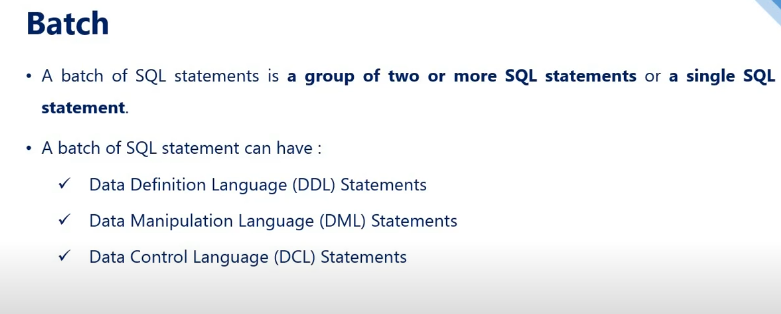 Batch
• A batch of SQL statements is a group of two or more SQL statements or a single SQL
statement.
• A batch of SQL statement can have :
✓ Data Definition Language (DDL) Statements
✓ Data Manipulation Language (DML) Statements
✓ Data Control Language (DCL) Statements